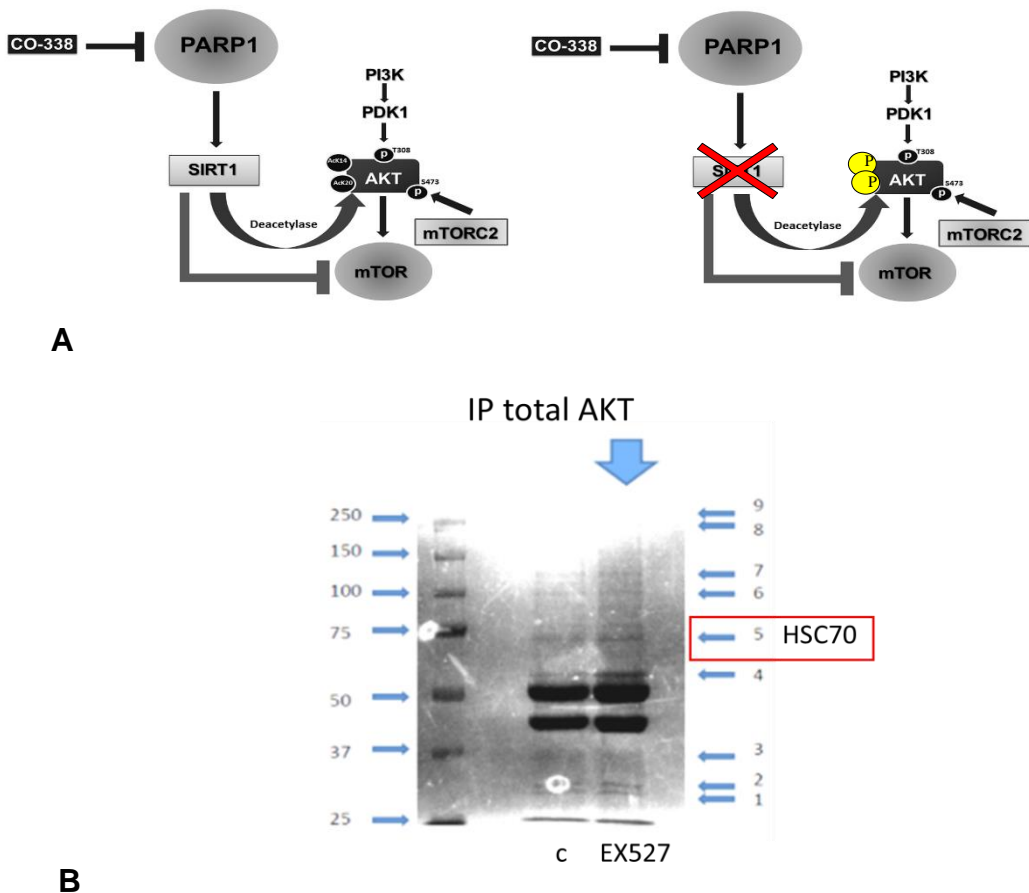 CO-338
PARP1
PI3K
PDK1
P T308
AcK14
AcK20
SIRT1
AKT
P S473
Deacetylase
mTORC2
mTOR
CO-338
PARP1
PI3K
PDK1
P T308
P
P
SIRT1
AKT
P S473
Deacetylase
mTORC2
mTOR
A
IP total AKT
250
150
100
75
50
37
25
9
8
7
6
5 HSC70
4
3
2
1
c EX527
B